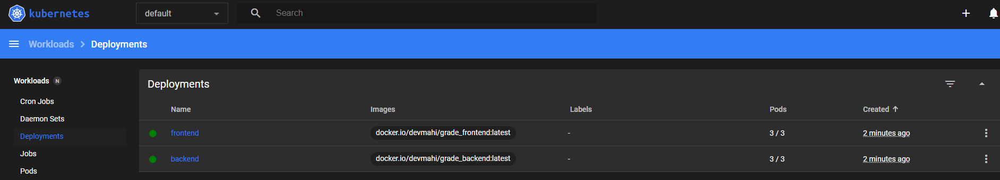 kubernetes default Search
Workloads Deployments
Workloads N
Cron Jobs
Daemon Sets
Deployments
Jobs
Pods
Deployments
Name Images Labels Pods Created
frontend docker.io/devmahi/grade_frontend:latest - 3 / 3 2 minutes ago
backend docker.io/devmahi/grade_backend:latest - 3 / 3 2 minutes ago